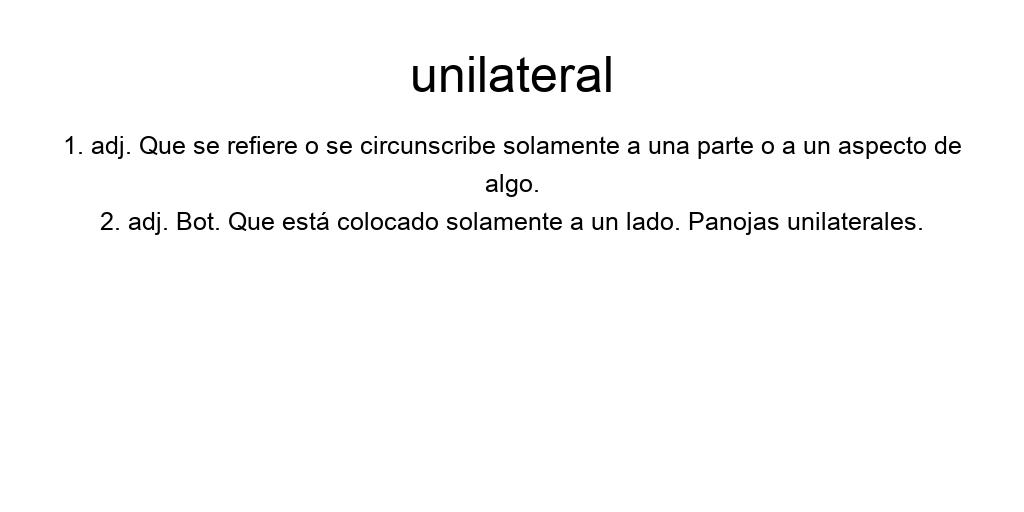 unilateral
1. adj. Que se refiere o se circunscribe solamente a una parte o a un aspecto de
algo.
2. adj. Bot. Que está colocado solamente a un lado. Panojas unilaterales.